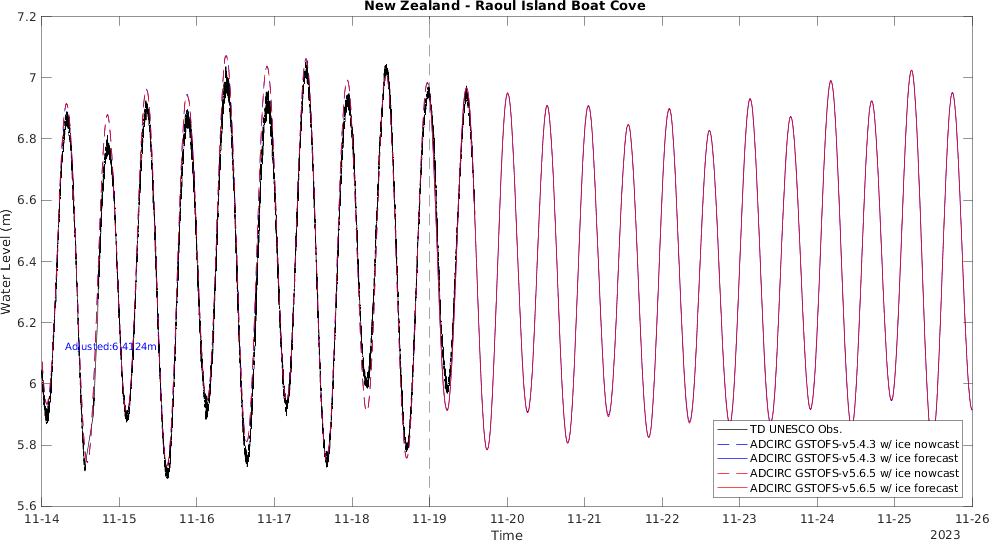 New Zealand - Raoul Island Boat Cove
7.2
7
6.8
6.6
6.4
6.2
6
5.8
5.6
Water Level (m)
Adjusted:6.4124m
TD UNESCO Obs.
ADCIRC GSTOFS-v5.4.3 w/ ice nowcast
ADCIRC GSTOFS-v5.4.3 w/ ice forecast
ADCIRC GSTOFS-v5.6.5 w/ ice nowcast
ADCIRC GSTOFS-v5.6.5 w/ ice forecast
11-14 11-15 11-16 11-17 11-18 11-19 11-20 11-21 11-22 11-23 11-24 11-25 11-26
Time
2023